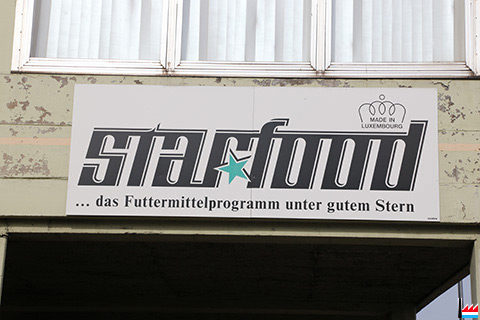 MADE IN
LUXEMBOURG
starfood
... das Futtermittelprogramm unter gutem Stern